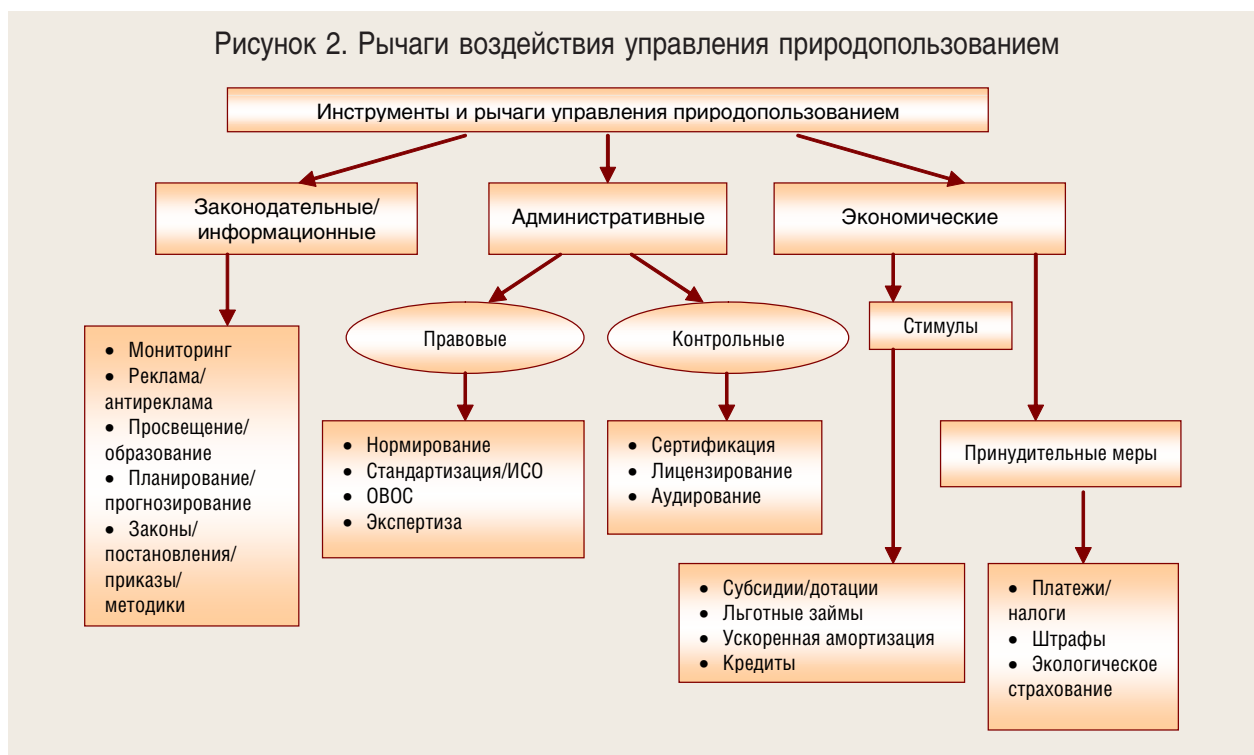 Рисунок 2. Рычаги воздействия управления природопользованием
Инструменты и рычаги управления природопользованием
Законодательные/
информационные
Административные
Экономические
Правовые
Контрольные
Стимулы
Принудительные меры
• Мониторинг
• Реклама/
антиреклама
• Просвещение/
образование
• Планирование/
прогнозирование
• Законы/
постановления/
приказы/
методики
• Нормирование
• Стандартизация/ИСО
• ОВОС
• Экспертиза
• Сертификация
• Лицензирование
• Аудирование
• Субсидии/дотации
• Льготные займы
• Ускоренная амортизация
• Кредиты
• Платежи/
налоги
• Штрафы
• Экологическое
страхование